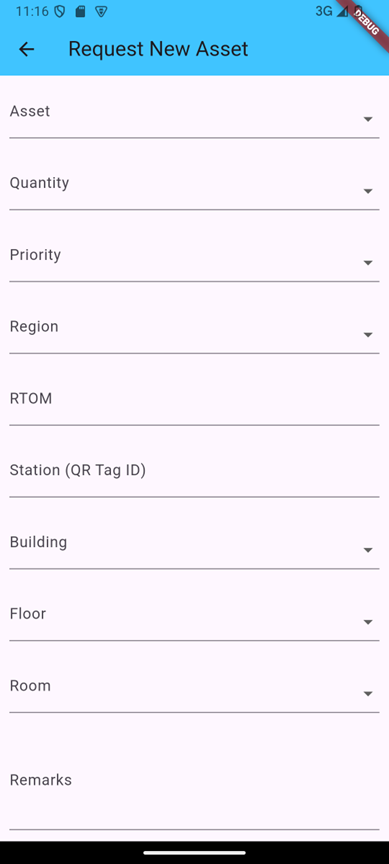 11:16
3G
DEBUG
Request New Asset
Asset
Quantity
Priority
Region
RTOM
Station (QR Tag ID)
Building
Floor
Room
Remarks